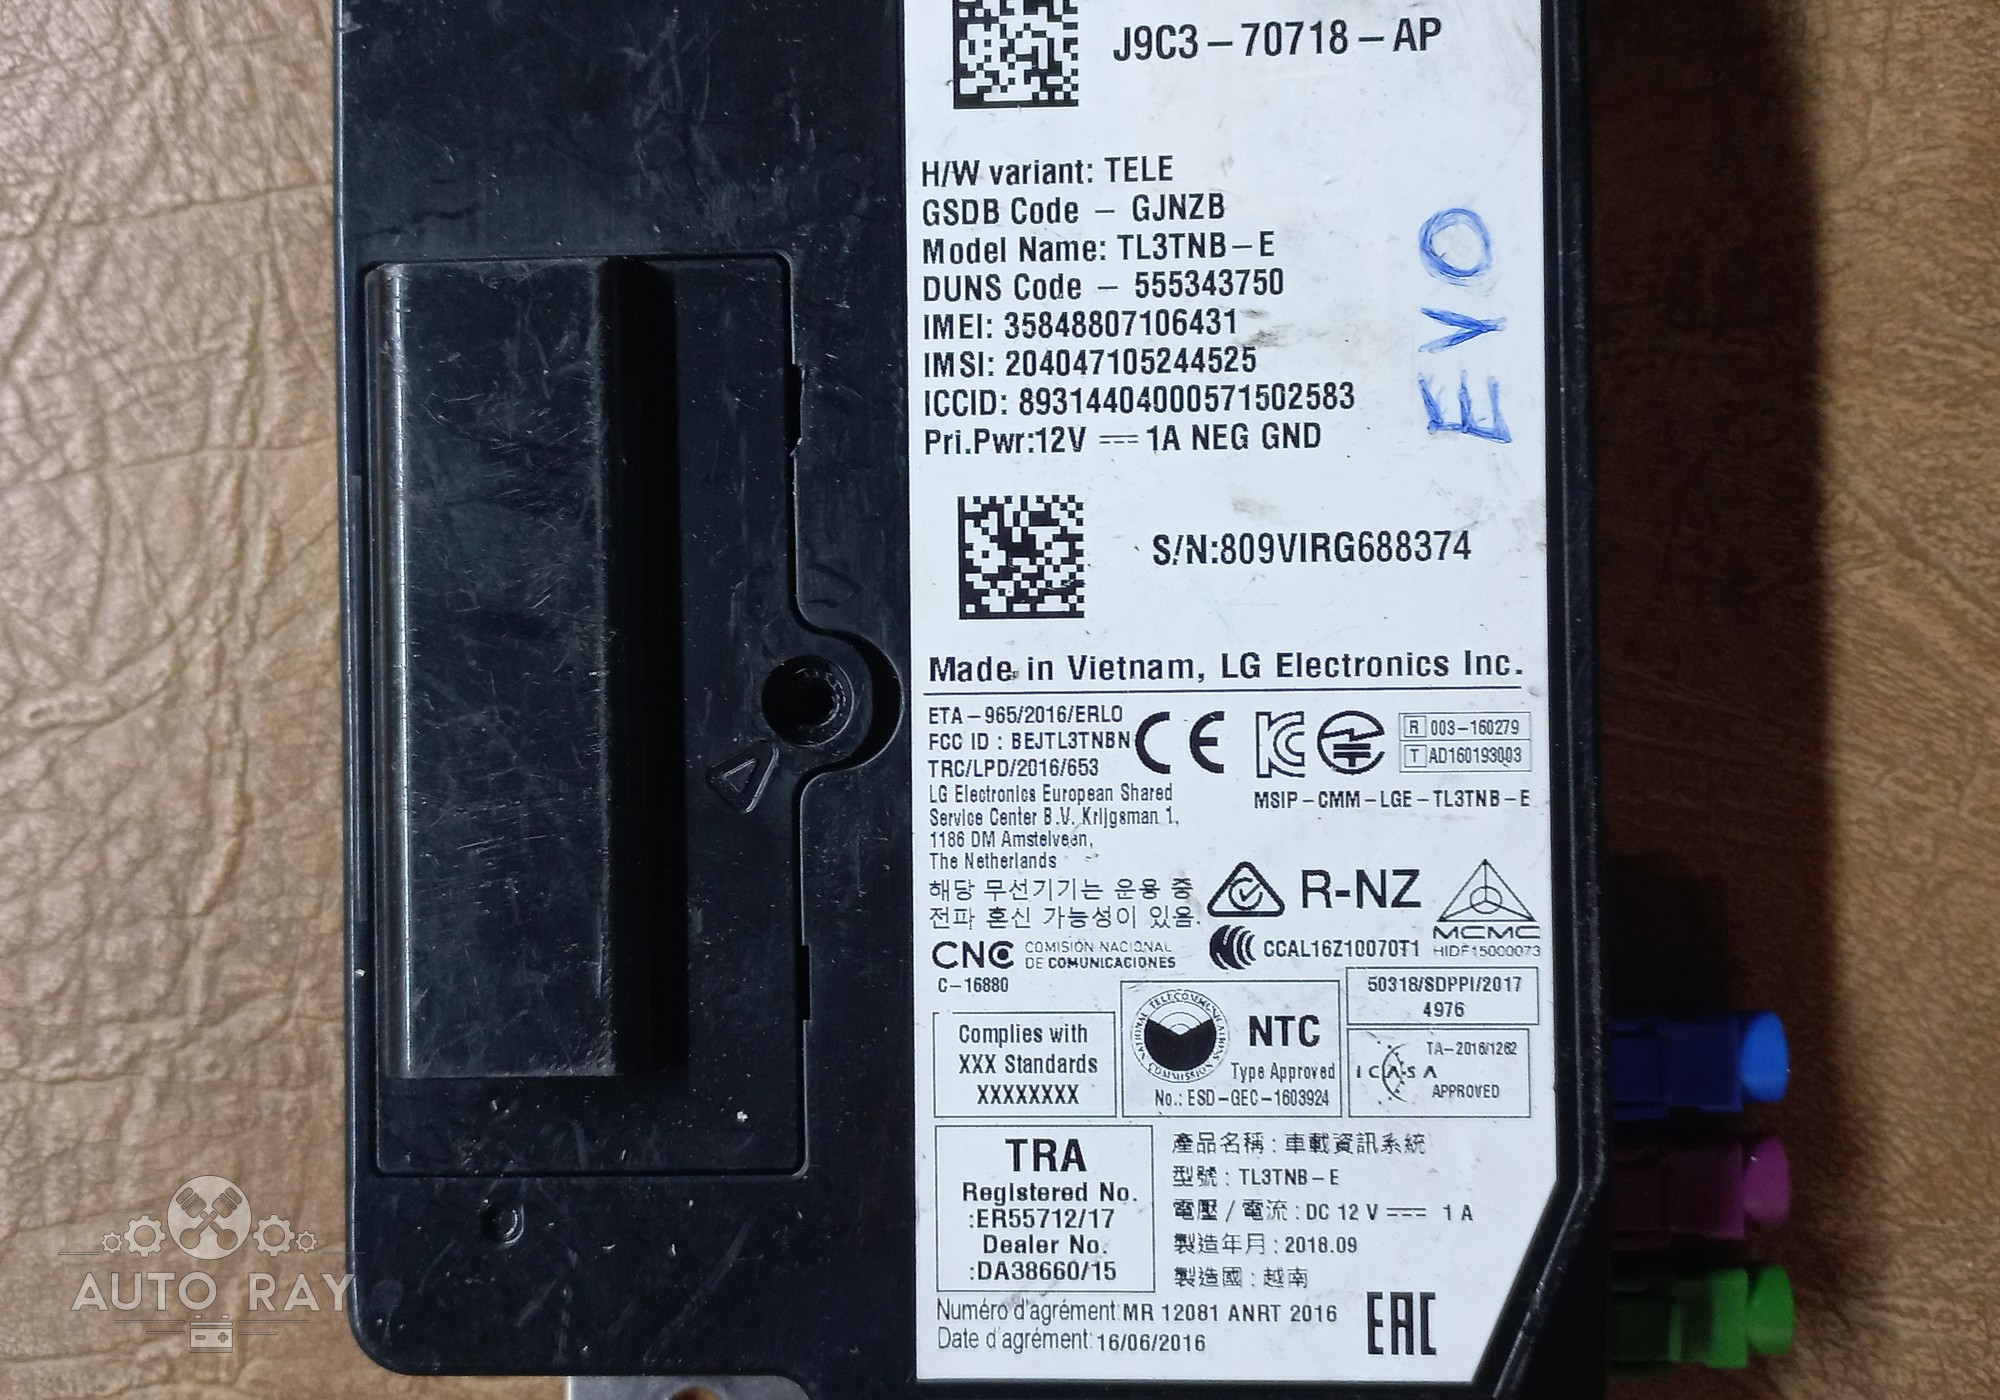 J9C3-70718-AP
H/W variant: TELE
GSDB Code - GJNZB
Model Name: TL3TNB-E
DUNS Code - 555343750
IMEI: 35848807106431
IMSI: 204047105244525
ICCID: 89314404000571502583
Pri.Pwr:12V ⎓ 1A NEG GND
EVO
S/N:809VIRG688374
Made in Vietnam, LG Electronics Inc.
ETA-965/2016/ERLO
FCC ID : BEJTL3TNBN
TRC/LPD/2016/653
CE
R 003-160279
T AD160193003
MSIP-CMM-LGE-TL3TNB-E
LG Electronics European Shared
Service Center B.V. Krijgsman 1,
1186 DM Amstelveen,
The Netherlands
해당 무선기기는 운용 중
전파 혼신 가능성이 있음.
R-NZ
MCMC
HIDF15000073
CNC COMISIÓN NACIONAL
DE COMUNICACIONES
C-16880
CCAL16Z10070T1
50318/SDPPI/2017
4976
Complies with
XXX Standards
XXXXXXXX
NATIONAL TELECOMMUNICATIONS COMMISSION
NTC
Type Approved
No.: ESD-GEC-1603924
TA-2016/1262
ICASA
APPROVED
TRA
Registered No.
:ER55712/17
Dealer No.
:DA38660/15
產品名稱 : 車載資訊系統
型號 : TL3TNB-E
電壓 / 電流 : DC 12 V ⎓ 1 A
製造年月 : 2018.09
製造國 : 越南
Numéro d'agrément: MR 12081 ANRT 2016
Date d'agrément: 16/06/2016
EAC
AUTO RAY